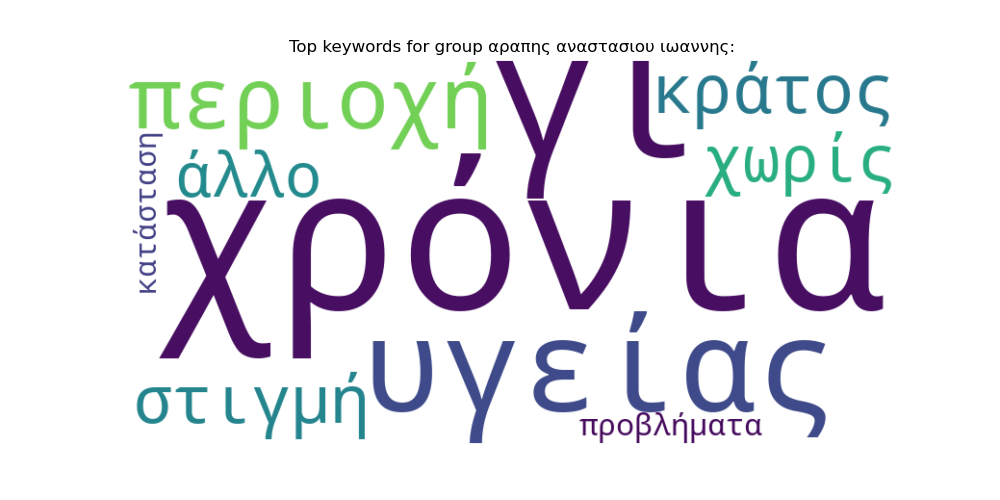 Top keywords for group αραπης αναστασιου ιωαννης:
περιοχή
γι
κράτος
χωρίς
άλλο
κατάσταση
χρόνια
υγείας
στιγμή
προβλήματα